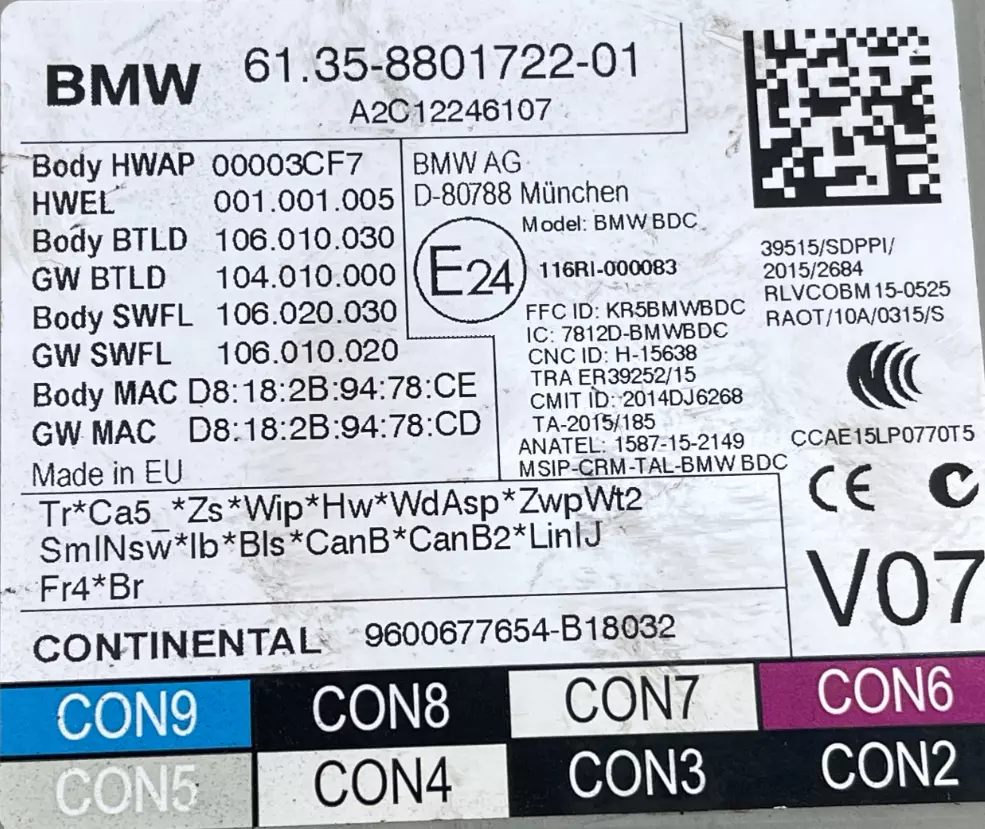 BMW 61.35-8801722-01
A2C12246107
Body HWAP 00003CF7
HWEL 001.001.005
Body BTLD 106.010.030
GW BTLD 104.010.000
Body SWFL 106.020.030
GW SWFL 106.010.020
Body MAC D8:18:2B:94:78:CE
GW MAC D8:18:2B:94:78:CD
Made in EU
BMW AG
D-80788 München
Model: BMW BDC
E24 116RI-000083
FFC ID: KR5BMWBDC
IC: 7812D-BMWBDC
CNC ID: H-15638
TRA ER39252/15
CMIT ID: 2014DJ6268
TA-2015/185
ANATEL: 1587-15-2149
MSIP-CRM-TAL-BMW BDC
39515/SDPPI/
2015/2684
RLVCOBM15-0525
RAOT/10A/0315/S
CCAE15LP0770T5
CE
V07
Tr*Ca5_*Zs*Wip*Hw*WdAsp*ZwpWt2
SmlNsw*Ib*Bls*CanB*CanB2*LinIJ
Fr4*Br
CONTINENTAL 9600677654-B18032
CON9 CON8 CON7 CON6
CON5 CON4 CON3 CON2